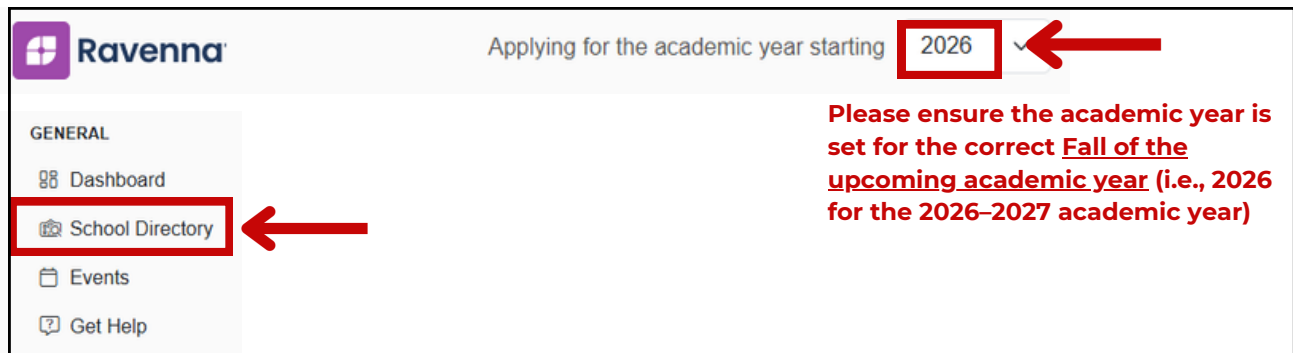 Ravenna
Applying for the academic year starting 2026
Please ensure the academic year is
set for the correct Fall of the
upcoming academic year (i.e., 2026
for the 2026–2027 academic year)
GENERAL
Dashboard
School Directory
Events
Get Help